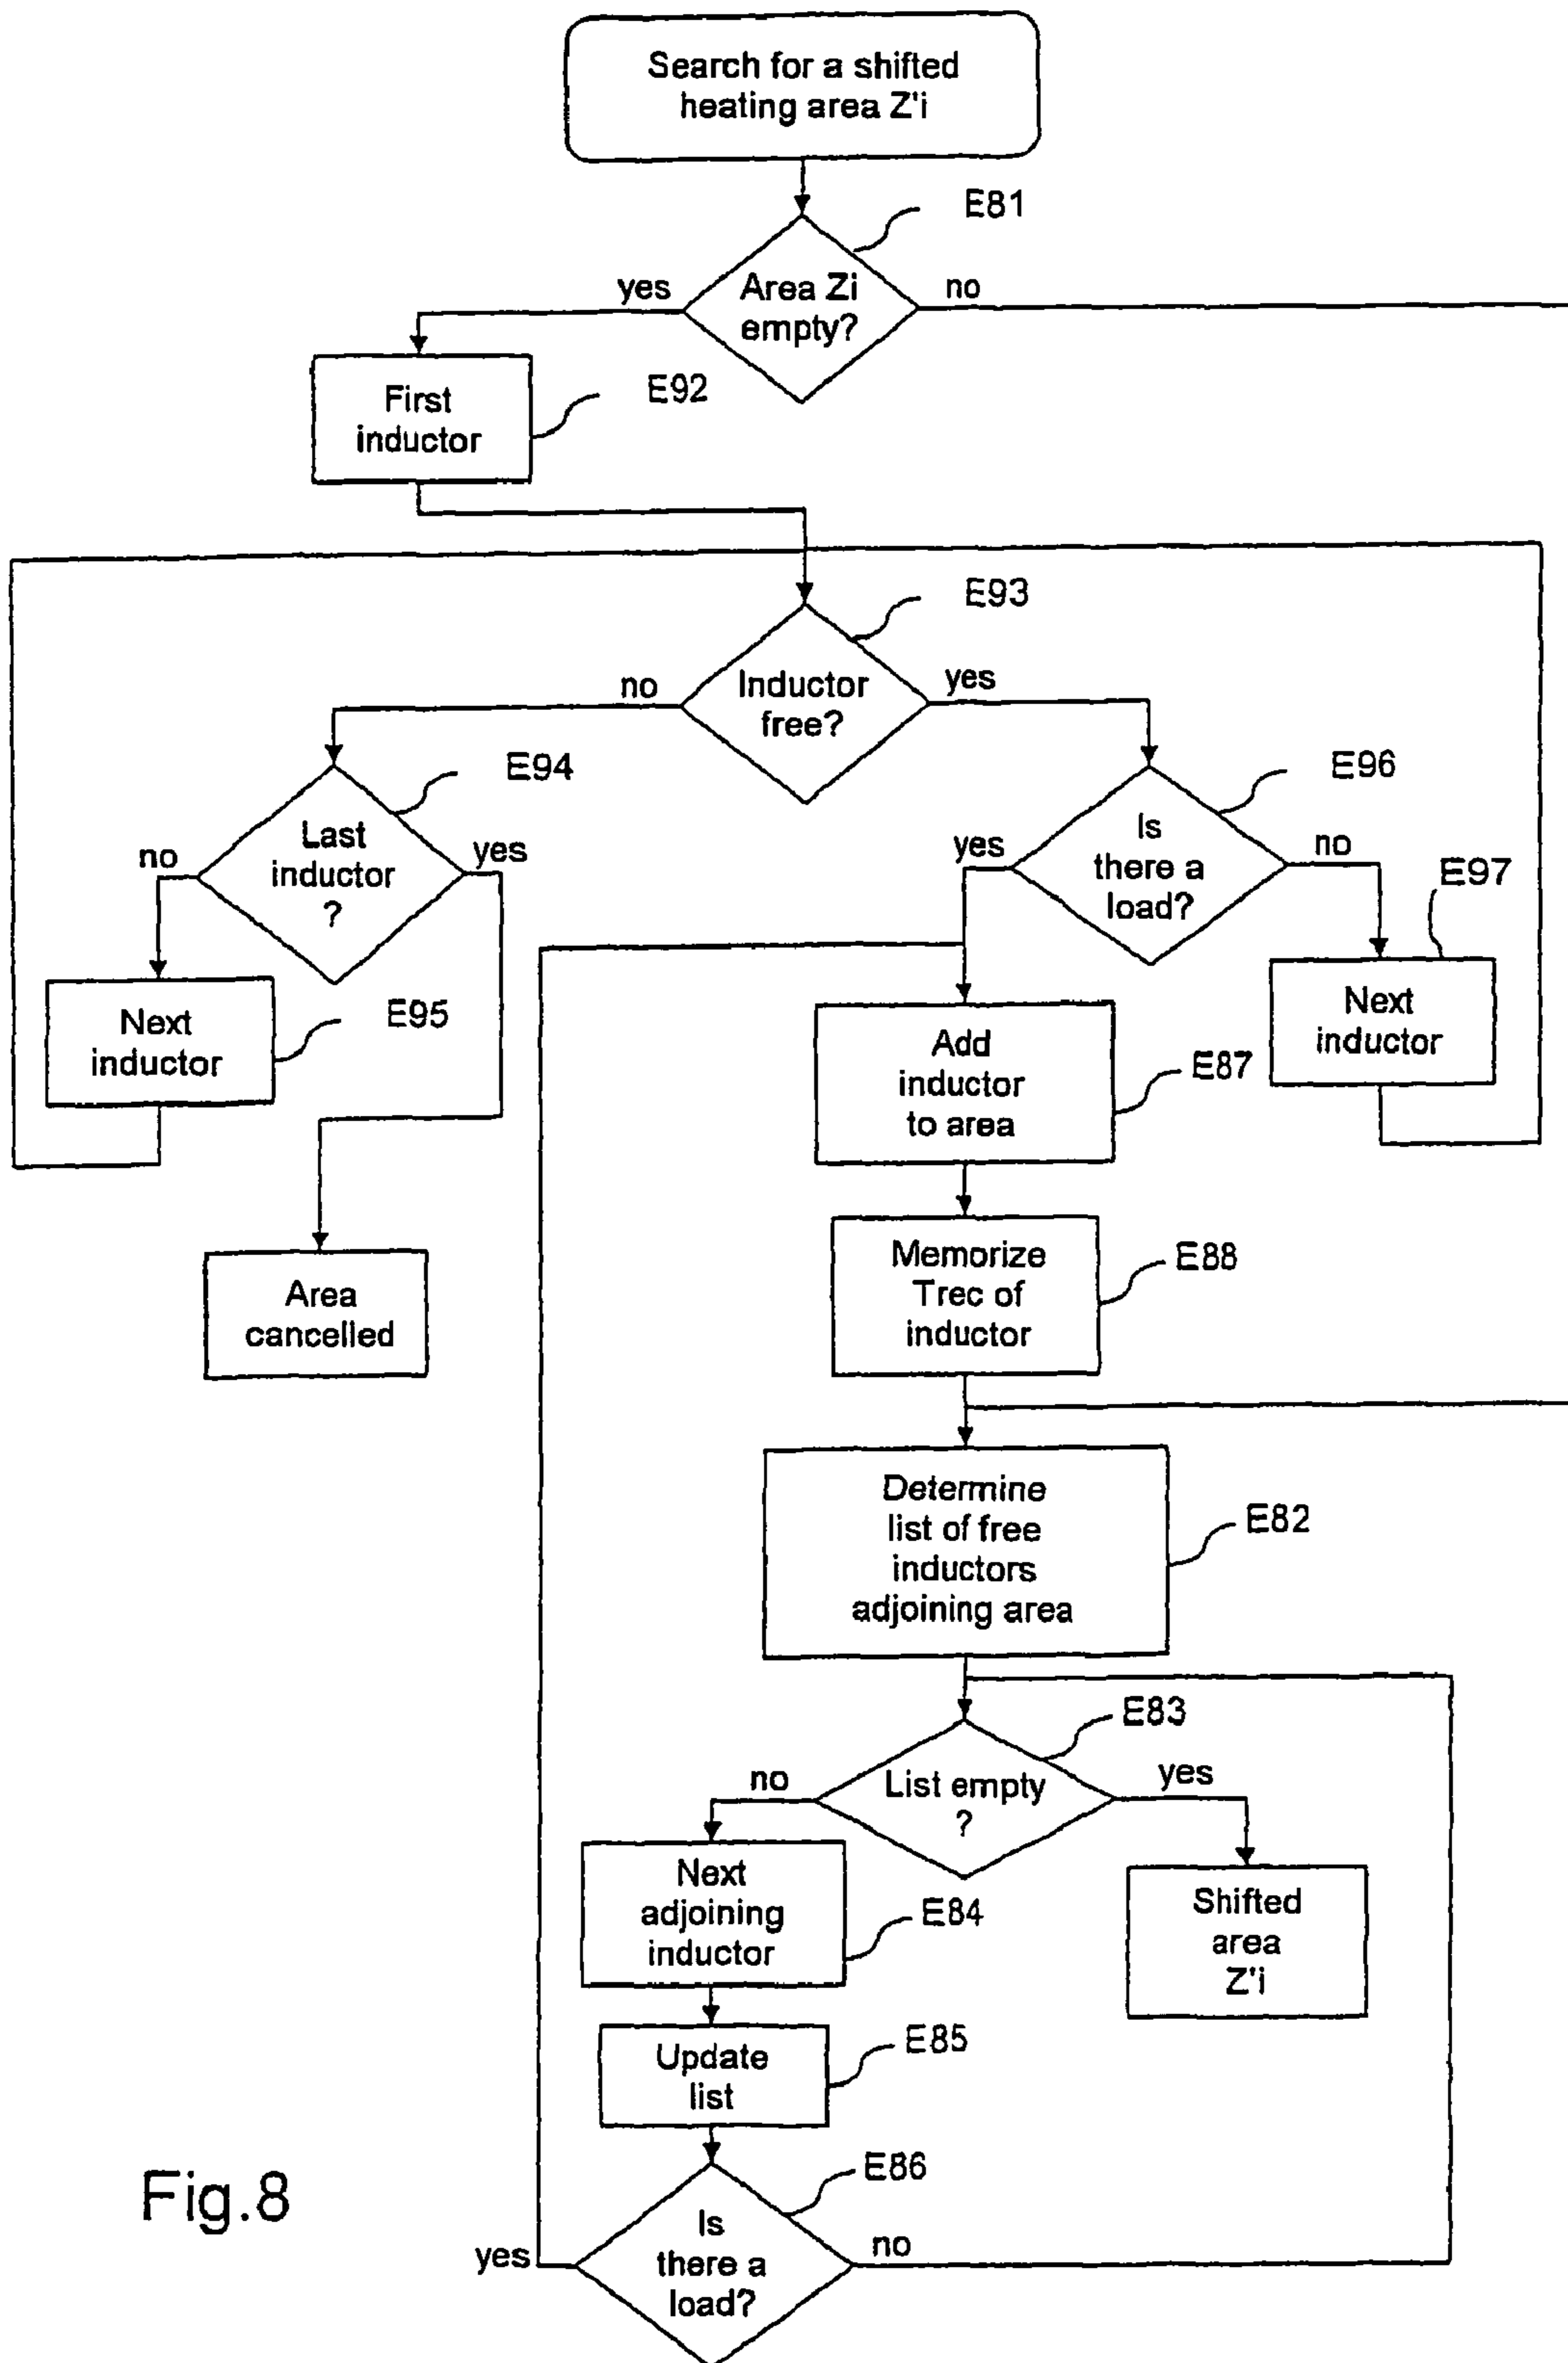 Search for a shifted
heating area Z'i
E81
yes
Area Zi
empty?
no
First
inductor
E92
E93
no
Inductor
free?
yes
E94
E96
Last
inductor
?
no
yes
Is
there a
load?
yes
no
E97
Next
inductor
E95
Add
inductor
to area
E87
Next
inductor
Memorize
Trec of
inductor
E88
Area
cancelled
Determine
list of free
inductors
adjoining area
E82
E83
no
List empty
?
yes
Next
adjoining
inductor
E84
Shifted
area
Z'i
Update
list
E85
E86
Is
there a
load?
yes
no
Fig.8